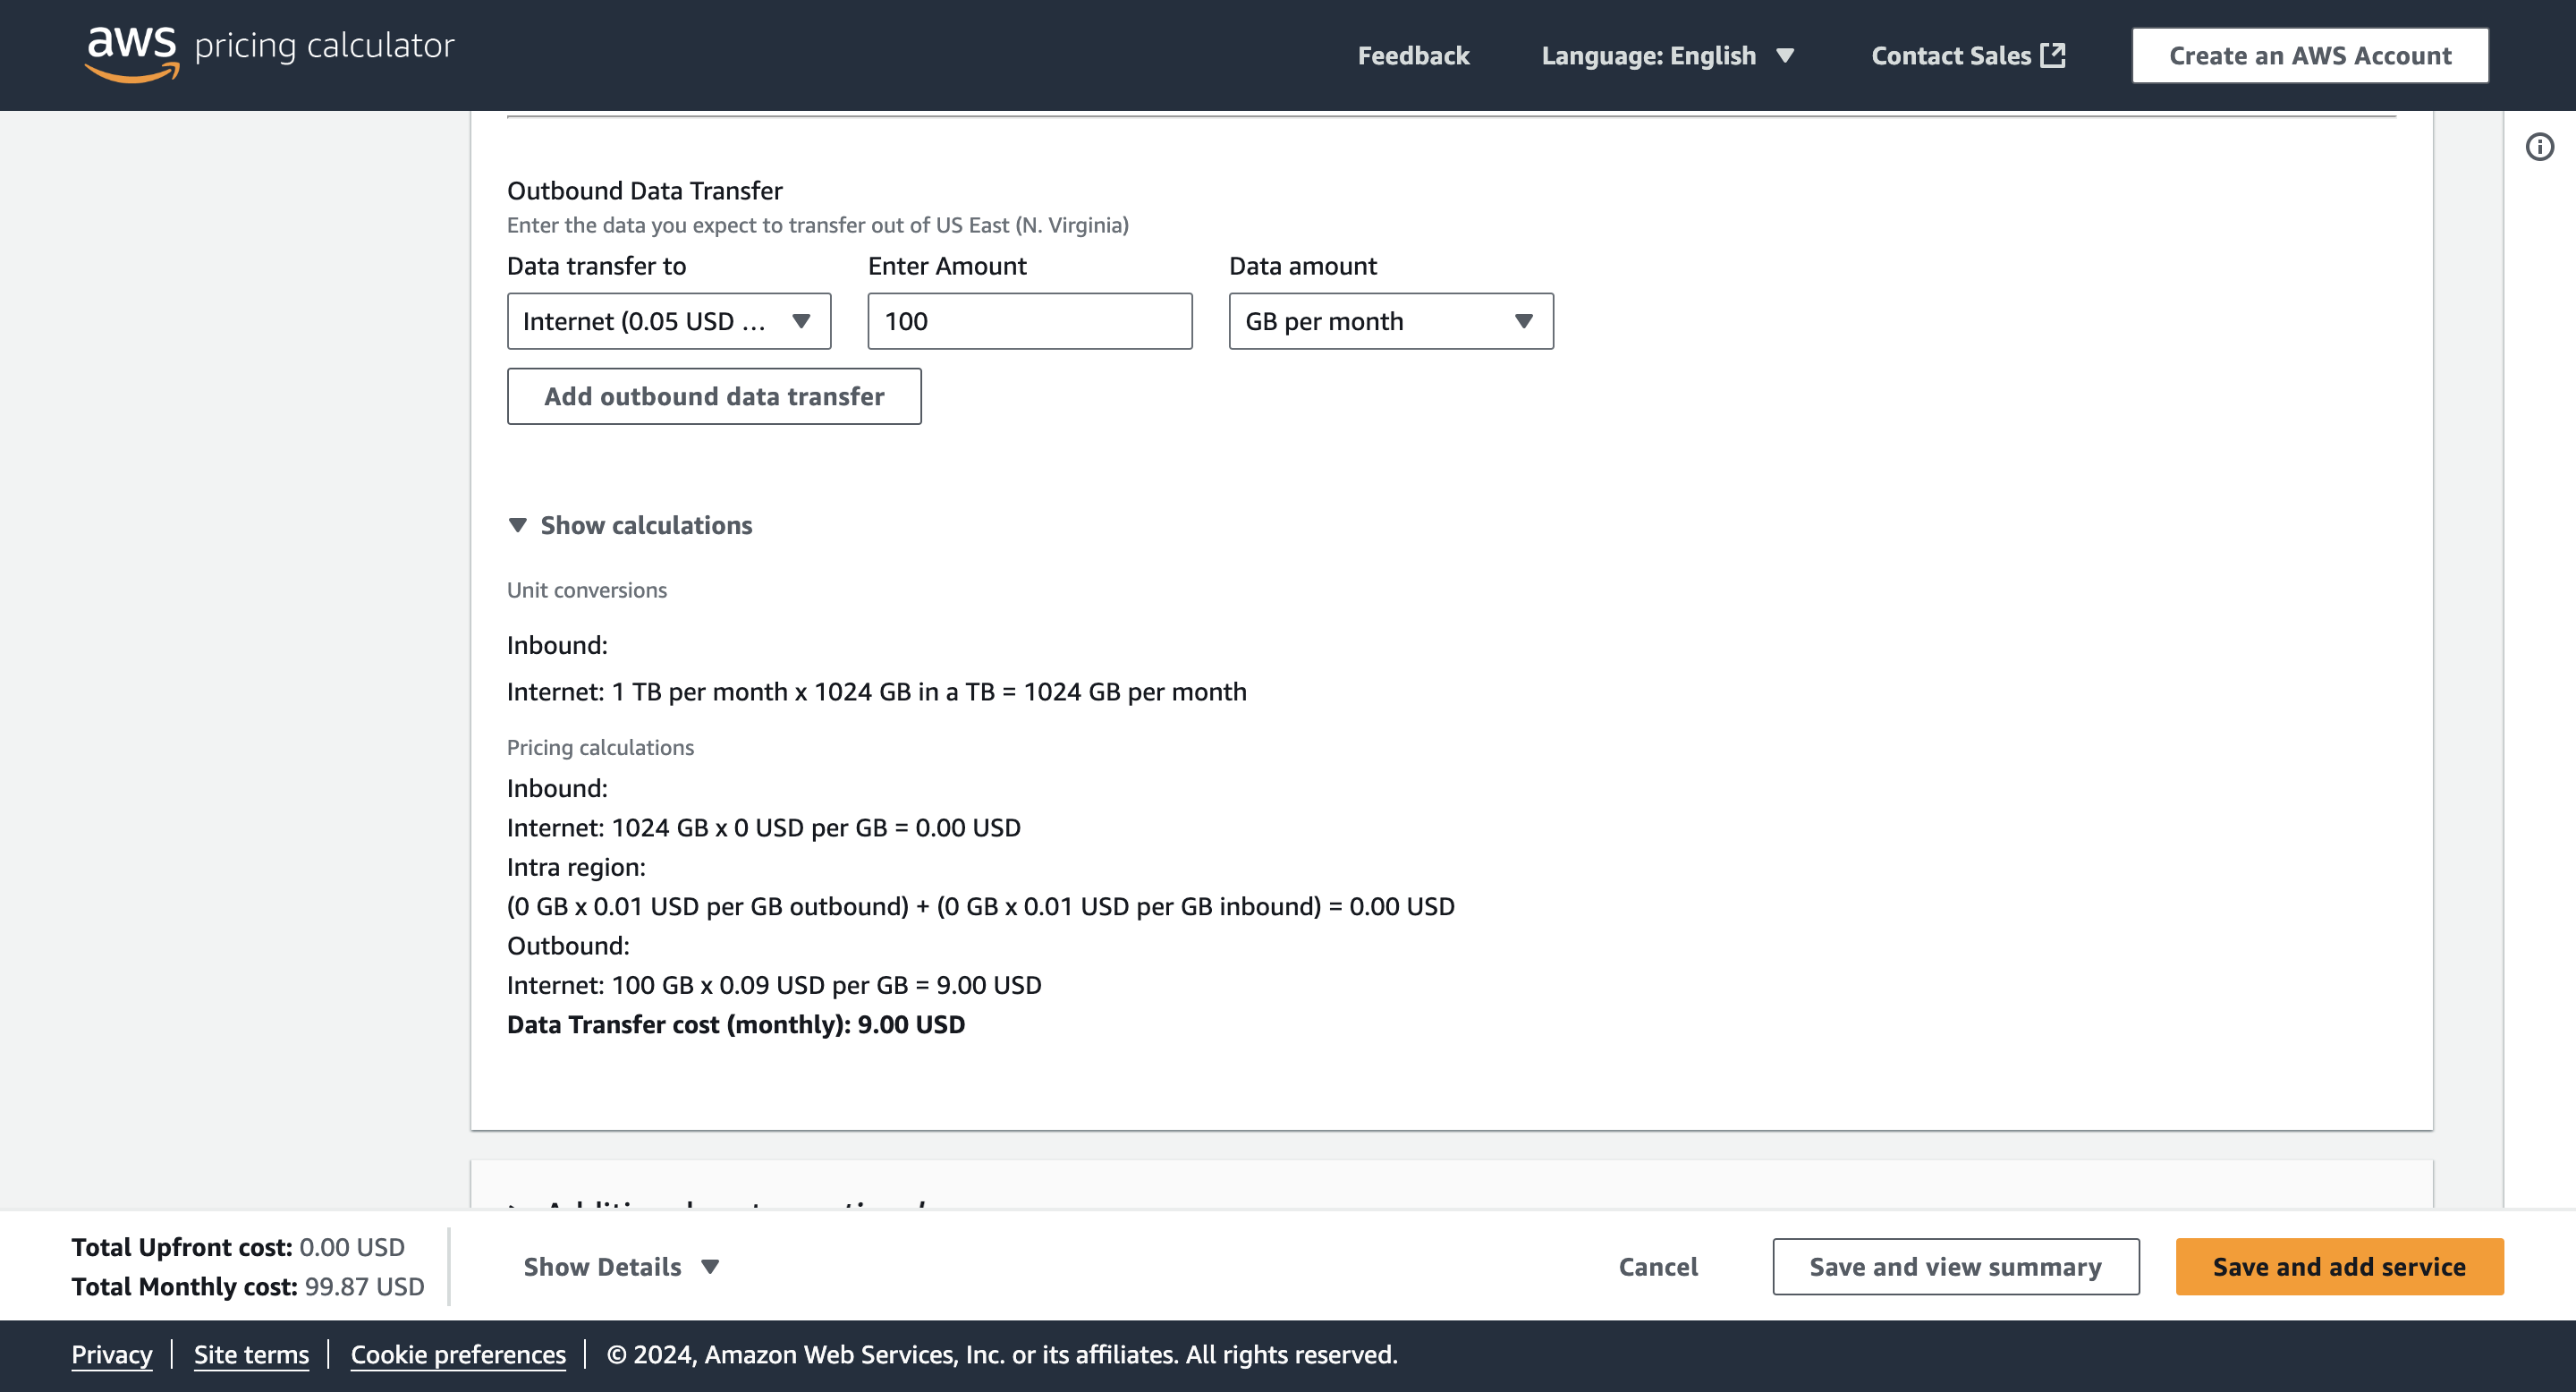 aws pricing calculator
Feedback
Language: English
Contact Sales
Create an AWS Account
Outbound Data Transfer
Enter the data you expect to transfer out of US East (N. Virginia)
Data transfer to
Enter Amount
Data amount
Internet (0.05 USD ...
100
GB per month
Add outbound data transfer
Show calculations
Unit conversions
Inbound:
Internet: 1 TB per month x 1024 GB in a TB = 1024 GB per month
Pricing calculations
Inbound:
Internet: 1024 GB x 0 USD per GB = 0.00 USD
Intra region:
(0 GB x 0.01 USD per GB outbound) + (0 GB x 0.01 USD per GB inbound) = 0.00 USD
Outbound:
Internet: 100 GB x 0.09 USD per GB = 9.00 USD
Data Transfer cost (monthly): 9.00 USD
Total Upfront cost: 0.00 USD
Total Monthly cost: 99.87 USD
Show Details
Cancel
Save and view summary
Save and add service
Privacy
Site terms
Cookie preferences
© 2024, Amazon Web Services, Inc. or its affiliates. All rights reserved.